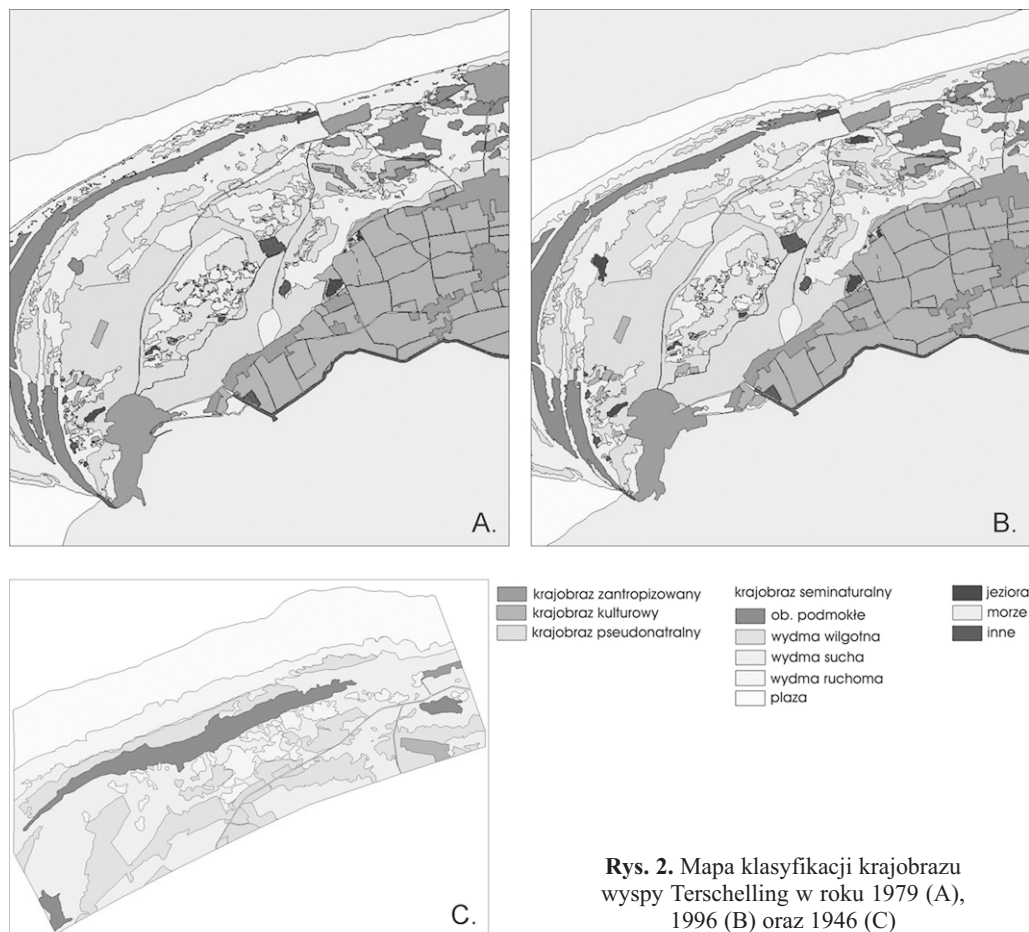 A.
B.
C.
krajobraz zantropizowany
krajobraz kulturowy
krajobraz pseudonatralny
krajobraz seminaturalny
ob. podmokłe
wydma wilgotna
wydma sucha
wydma ruchoma
plaza
jeziora
morze
inne
Rys. 2. Mapa klasyfikacji krajobrazu
wyspy Terschelling w roku 1979 (A),
1996 (B) oraz 1946 (C)